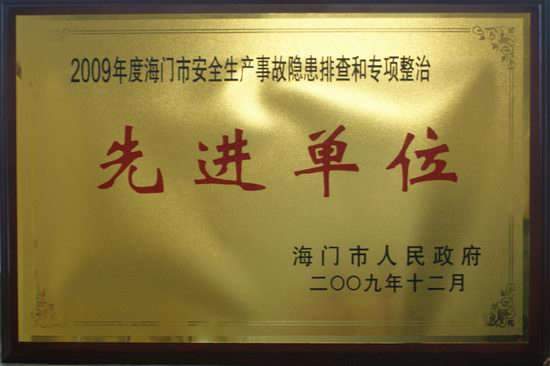 2009年度海门市安全生产事故隐患排查和专项整治
先进单位
海门市人民政府
二〇〇九年十二月